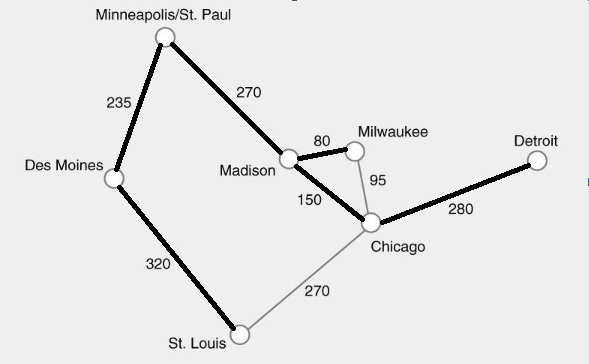 Minneapolis/St. Paul
235
270
80
Milwaukee
Detroit
Des Moines
Madison
95
150
280
Chicago
320
270
St. Louis